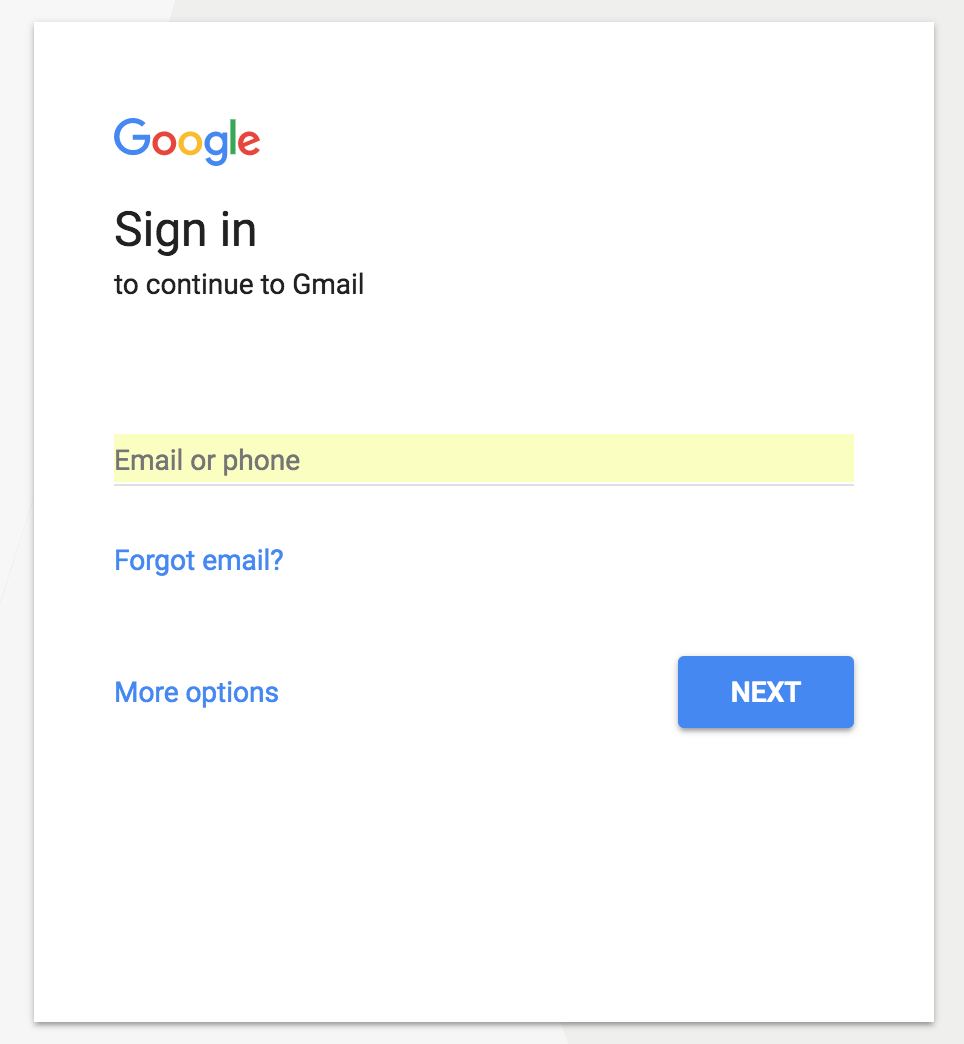 Google
Sign in
to continue to Gmail
Email or phone
Forgot email?
More options
NEXT